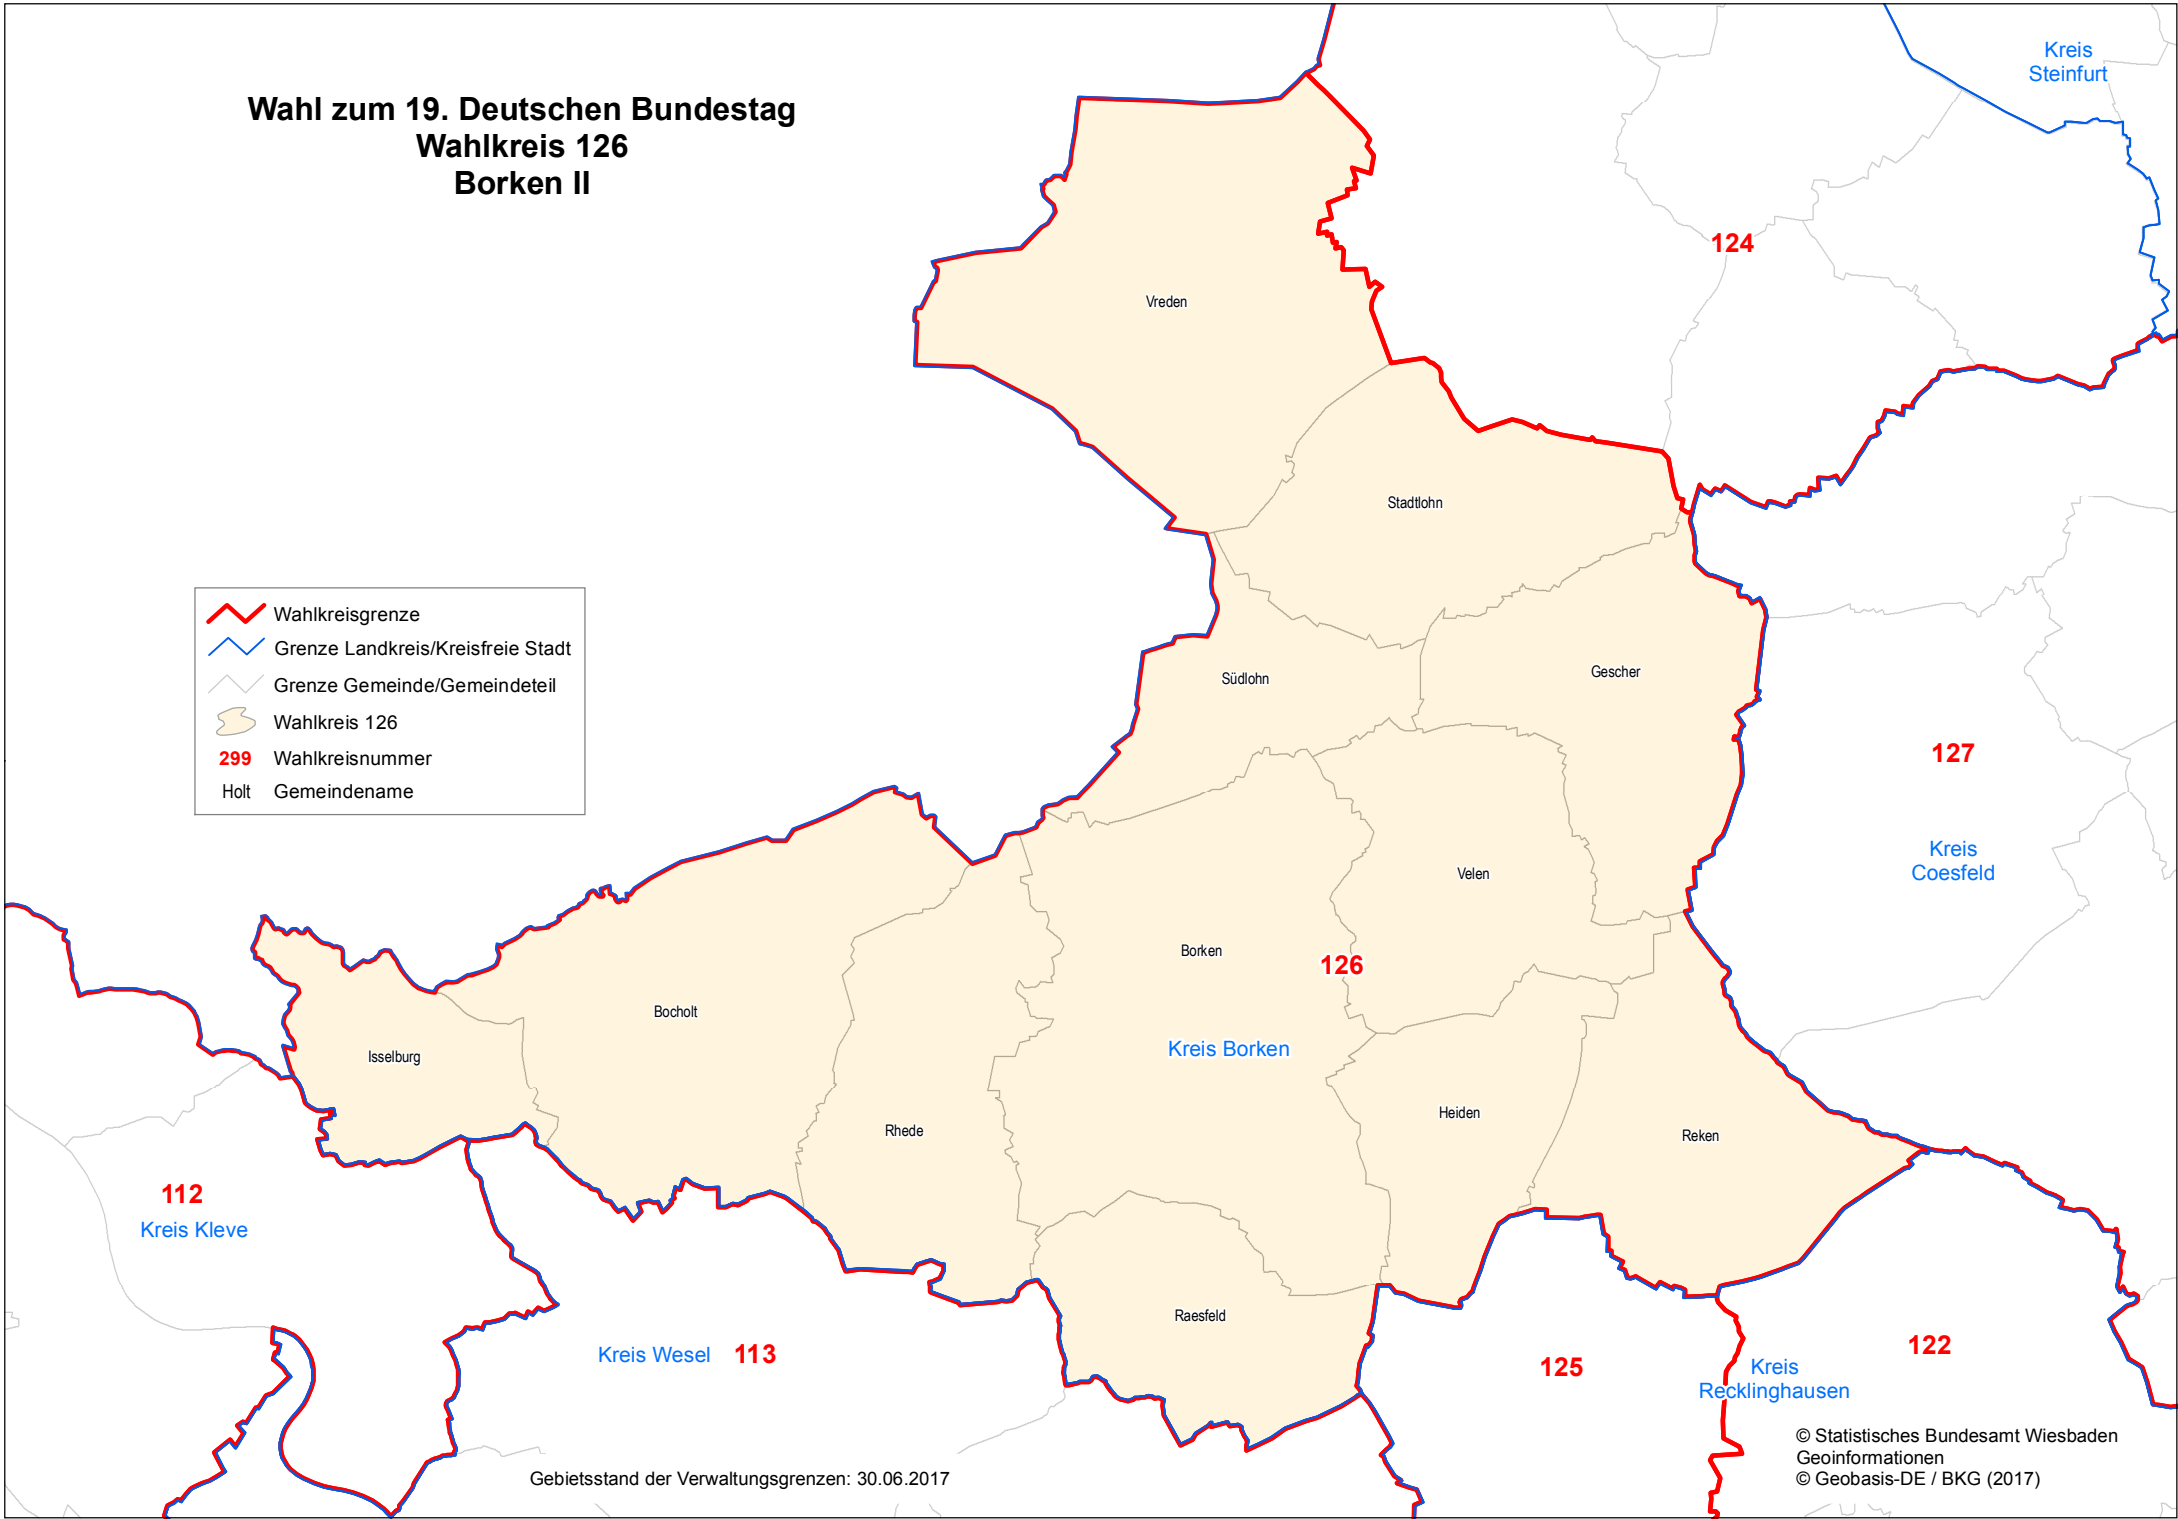 Wahl zum 19. Deutschen Bundestag
Wahlkreis 126
Borken II
Kreis
Steinfurt
124
Vreden
Stadtlohn
Wahlkreisgrenze
Grenze Landkreis/Kreisfreie Stadt
Grenze Gemeinde/Gemeindeteil
Wahlkreis 126
299 Wahlkreisnummer
Holt Gemeindename
Südlohn
Gescher
127
Kreis
Coesfeld
Velen
Borken
126
Bocholt
Kreis Borken
Isselburg
Heiden
Rhede
Reken
112
Kreis Kleve
Raesfeld
Kreis Wesel 113
125
122
Kreis
Recklinghausen
© Statistisches Bundesamt Wiesbaden
Geoinformationen
© Geobasis-DE / BKG (2017)
Gebietsstand der Verwaltungsgrenzen: 30.06.2017